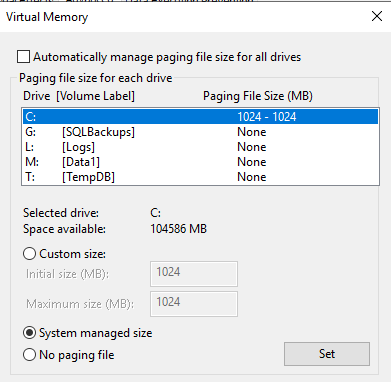 Virtual Memory
Automatically manage paging file size for all drives
Paging file size for each drive
Drive [Volume Label] Paging File Size (MB)
C: 1024 - 1024
G: [SQLBackups] None
L: [Logs] None
M: [Data1] None
T: [TempDB] None
Selected drive: C:
Space available: 104586 MB
Custom size:
Initial size (MB): 1024
Maximum size (MB): 1024
System managed size
No paging file Set